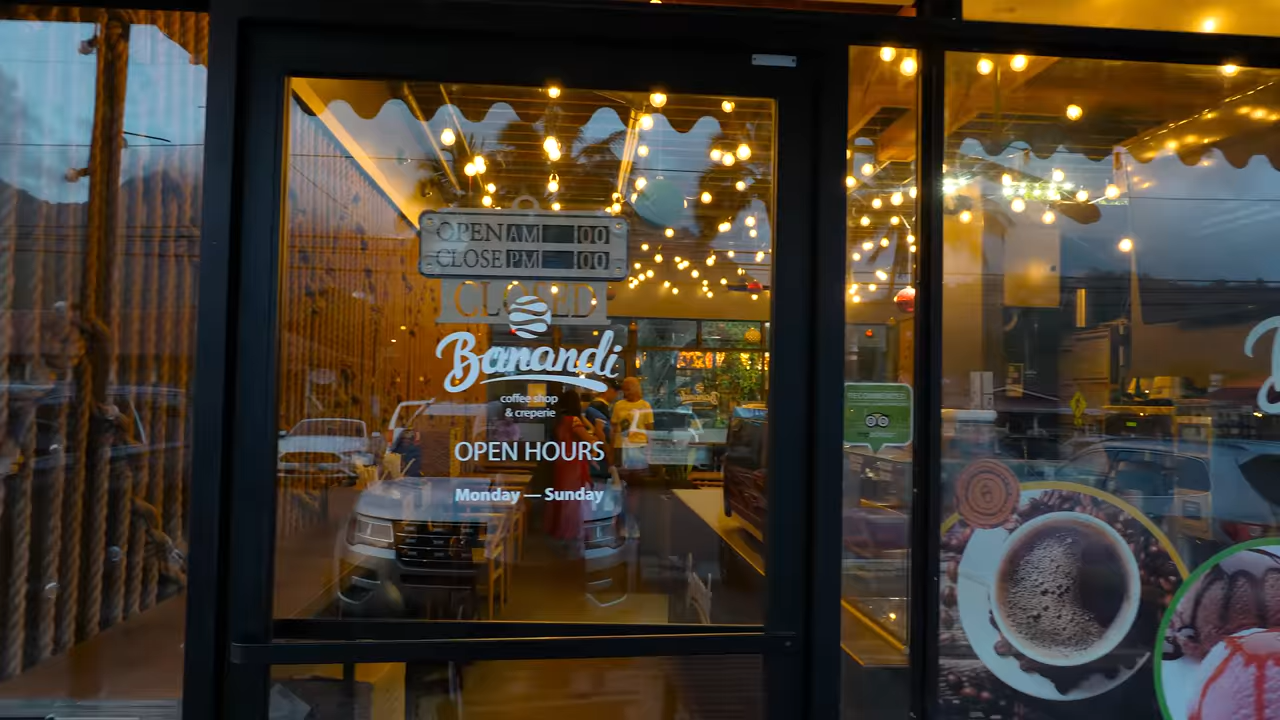 OPEN AM 00
CLOSE PM 00
CLOSED
Banandi
coffee shop
& creperie
OPEN HOURS
Monday — Sunday